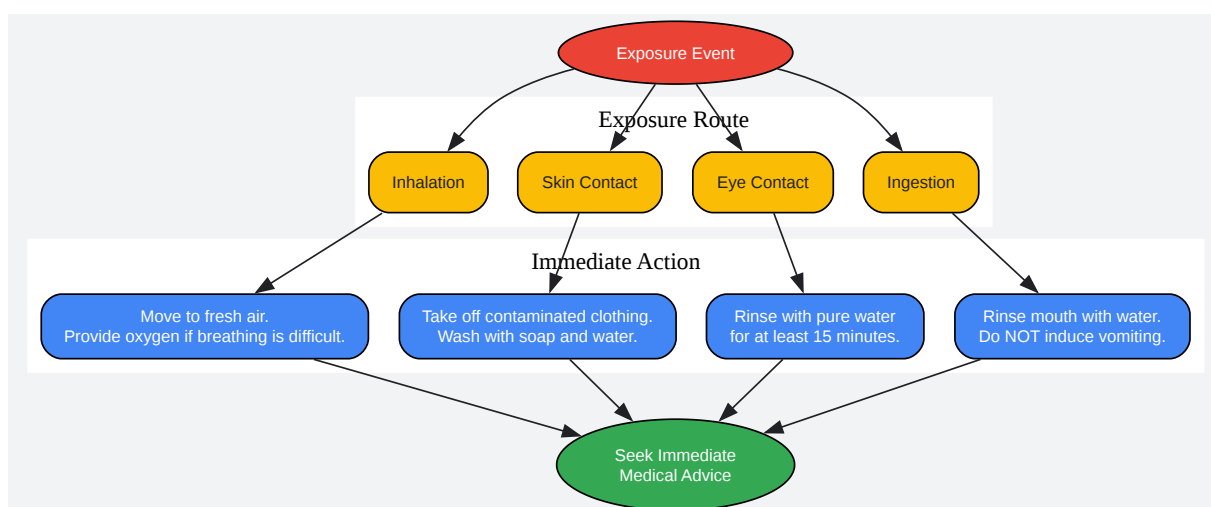 Exposure Event
Exposure Route
Inhalation
Skin Contact
Eye Contact
Ingestion
Immediate Action
Move to fresh air.
Provide oxygen if breathing is difficult.
Take off contaminated clothing.
Wash with soap and water.
Rinse with pure water
for at least 15 minutes.
Rinse mouth with water.
Do NOT induce vomiting.
Seek Immediate
Medical Advice